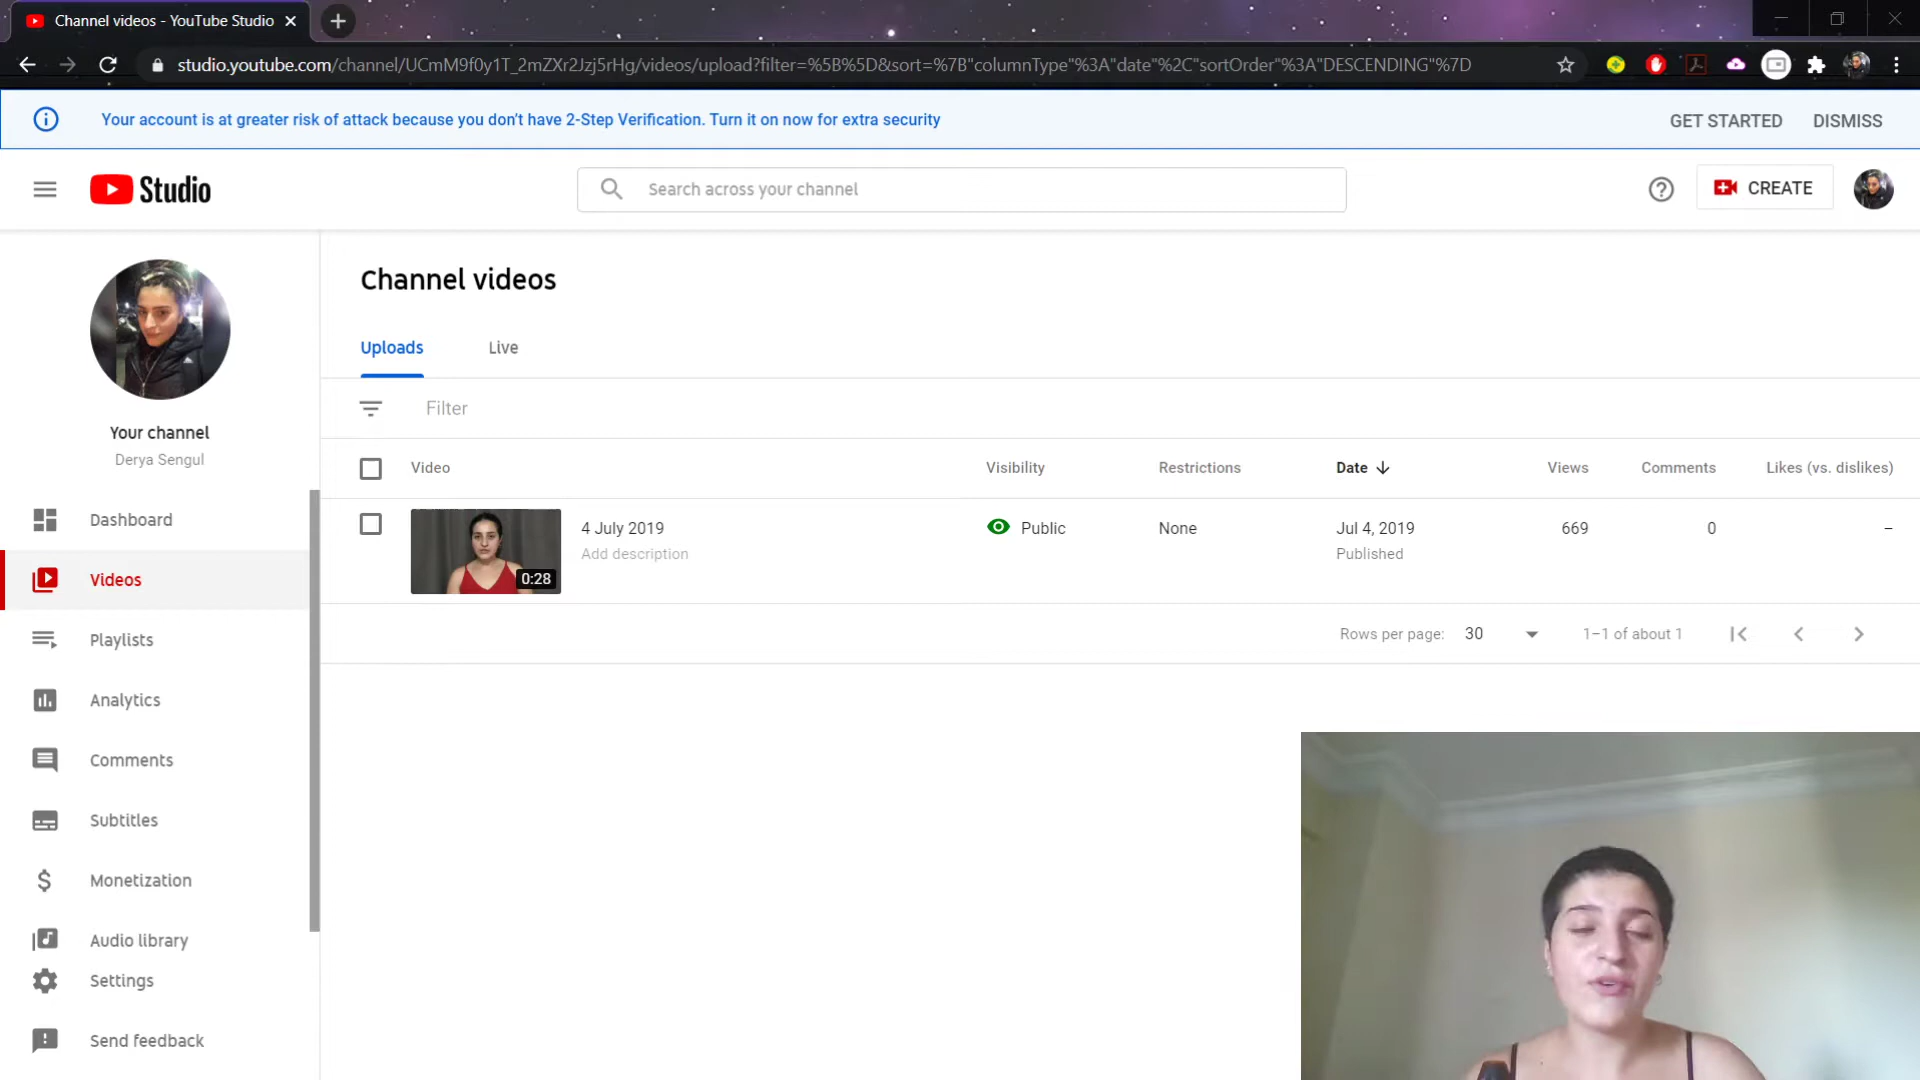 Channel videos - YouTube Studio
studio.youtube.com/channel/UCmM9f0y1T_2mZXr2Jzj5rHg/videos/upload?filter=%5B%5D&sort=%7B"columnType"%3A"date"%2C"sortOrder"%3A"DESCENDING"%7D
Your account is at greater risk of attack because you don't have 2-Step Verification. Turn it on now for extra security
GET STARTED
DISMISS
Studio
Search across your channel
CREATE
Your channel
Derya Sengul
Dashboard
Videos
Playlists
Analytics
Comments
Subtitles
Monetization
Audio library
Settings
Send feedback
Channel videos
Uploads
Live
Filter
Video
Visibility
Restrictions
Date
Views
Comments
Likes (vs. dislikes)
0:28
4 July 2019
Add description
Public
None
Jul 4, 2019
Published
669
0
–
Rows per page:
30
1–1 of about 1